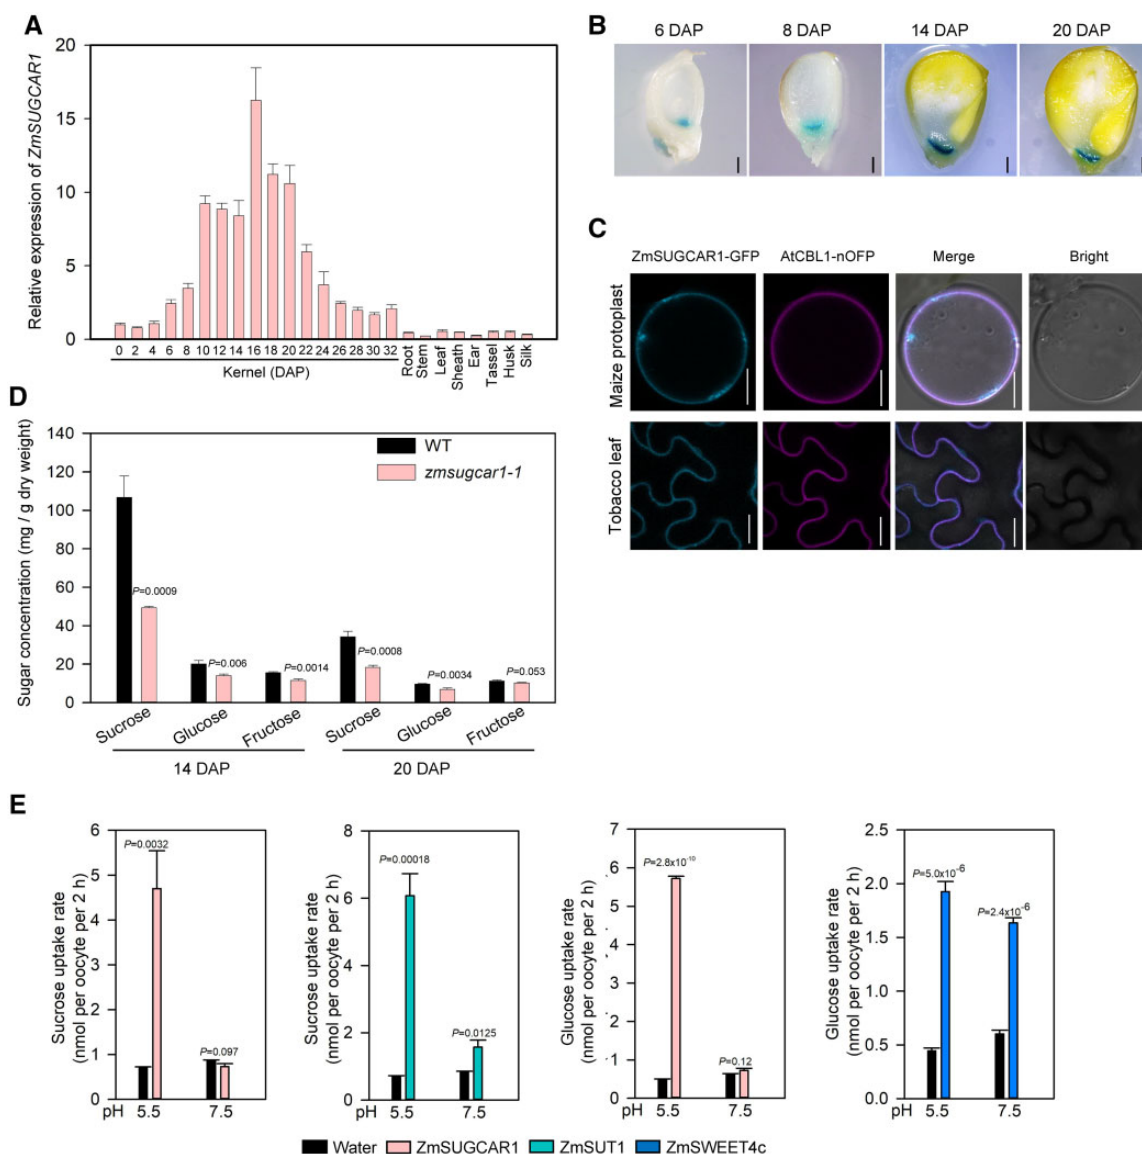 A
Relative expression of ZmSUGCAR1
20
15
10
5
0
0 2 4 6 8 10 12 14 16 18 20 22 24 26 28 30 32 Root Stem Leaf Sheath Ear Tassel Husk Silk
Kernel (DAP)
B
6 DAP 8 DAP 14 DAP 20 DAP
C
ZmSUGCAR1-GFP AtCBL1-nOFP Merge Bright
Maize protoplast
Tobacco leaf
D
Sugar concentration (mg / g dry weight)
140
120
100
80
60
40
20
0
WT
zmsugcar1-1
P=0.0009
P=0.006
P=0.0014
P=0.0008
P=0.0034
P=0.053
Sucrose Glucose Fructose Sucrose Glucose Fructose
14 DAP 20 DAP
E
Sucrose uptake rate
(nmol per oocyte per 2 h)
6
5
4
3
2
1
0
P=0.0032
P=0.097
pH 5.5 7.5
Sucrose uptake rate
(nmol per oocyte per 2 h)
8
6
4
2
0
P=0.00018
P=0.0125
pH 5.5 7.5
Glucose uptake rate
(nmol per oocyte per 2 h)
7
6
5
4
3
2
1
0
P=2.8x10-10
P=0.12
pH 5.5 7.5
Glucose uptake rate
(nmol per oocyte per 2 h)
2.5
2.0
1.5
1.0
0.5
0.0
P=5.0x10-6
P=2.4x10-6
pH 5.5 7.5
Water ZmSUGCAR1 ZmSUT1 ZmSWEET4c